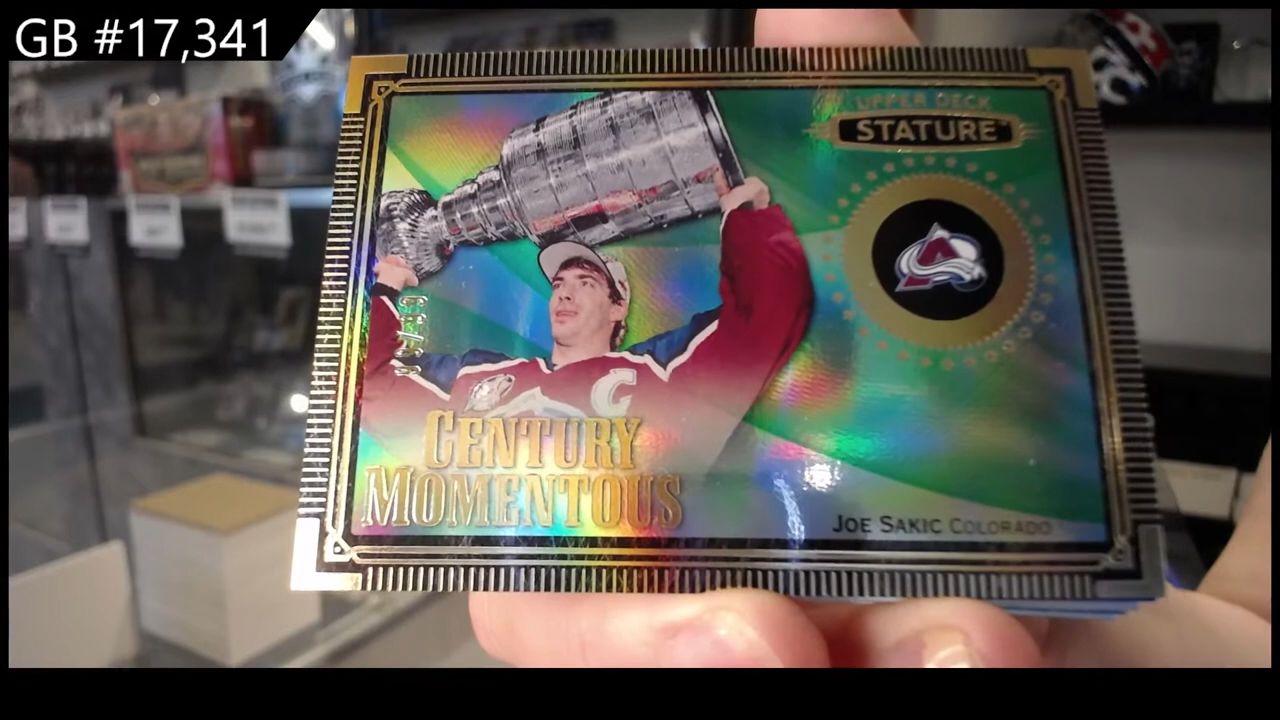 GB #17,341
UPPER DECK
STATURE
C
CENTURY
MOMENTOUS
JOE SAKIC COLORADO